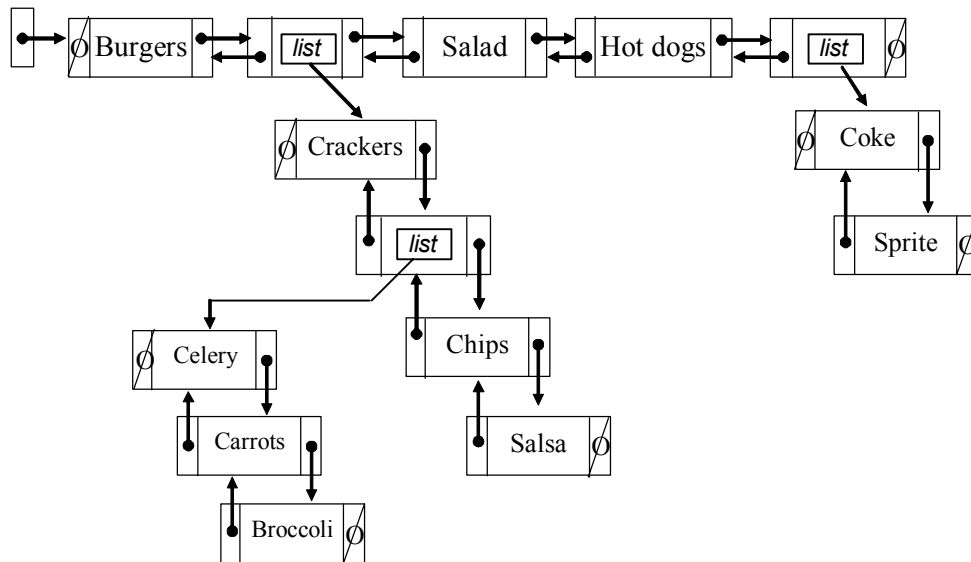 Burgers list Salad Hot dogs list
Crackers Coke
list Sprite
Celery Chips
Carrots Salsa
Broccoli